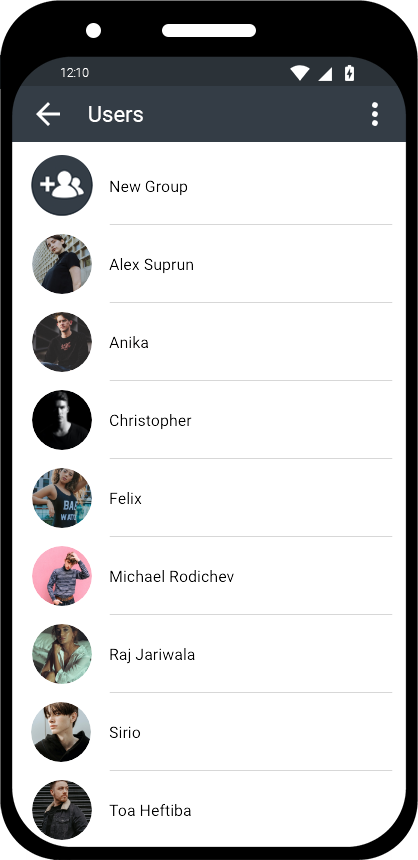 12:10
Users
New Group
Alex Suprun
Anika
Christopher
Felix
Michael Rodichev
Raj Jariwala
Sirio
Toa Heftiba